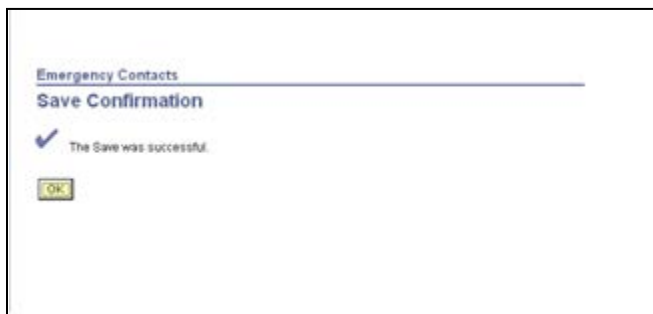 Emergency Contacts
Save Confirmation
The Save was successful.
OK